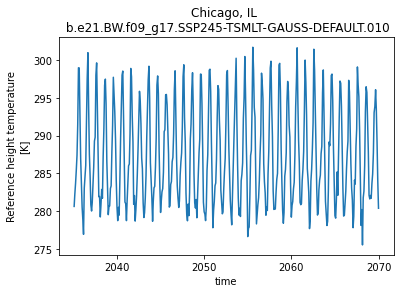 Chicago, IL
b.e21.BW.f09_g17.SSP245-TSMLT-GAUSS-DEFAULT.010
Reference height temperature
[K]
300
295
290
285
280
275
2040
2050
2060
2070
time